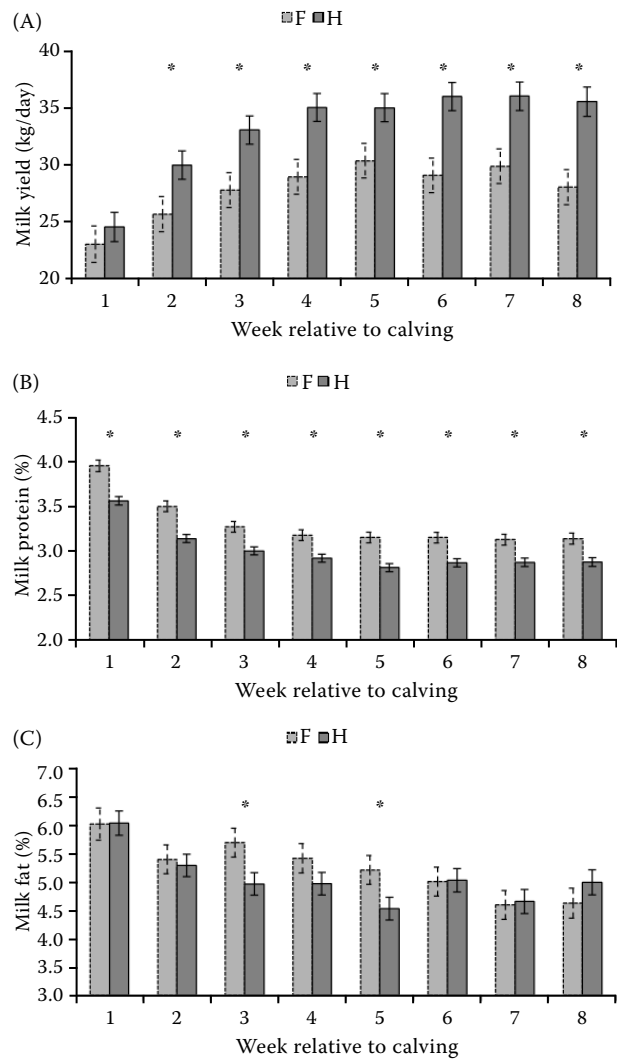 (A)
F H
Milk yield (kg/day)
40
35
30
25
20
* * * * * * *
1 2 3 4 5 6 7 8
Week relative to calving
(B)
F H
Milk protein (%)
4.5
4.0
3.5
3.0
2.5
2.0
* * * * * * * *
1 2 3 4 5 6 7 8
Week relative to calving
(C)
F H
Milk fat (%)
7.0
6.5
6.0
5.5
5.0
4.5
4.0
3.5
3.0
* *
1 2 3 4 5 6 7 8
Week relative to calving